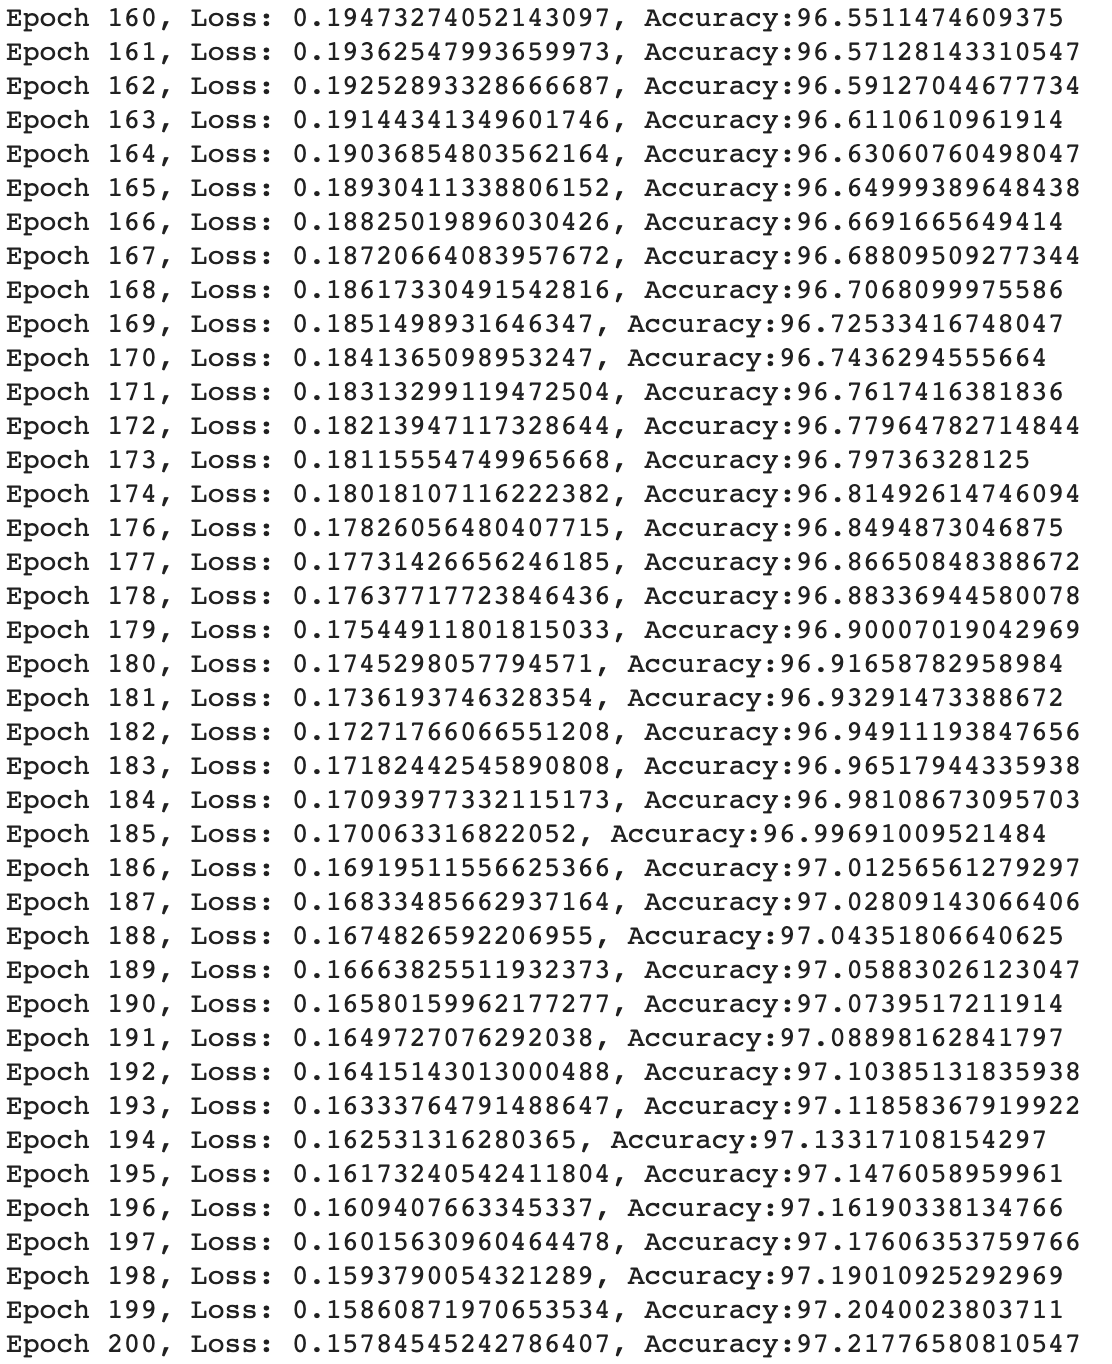 Epoch 160, Loss: 0.19473274052143097, Accuracy:96.5511474609375
Epoch 161, Loss: 0.19362547993659973, Accuracy:96.57128143310547
Epoch 162, Loss: 0.19252893328666687, Accuracy:96.59127044677734
Epoch 163, Loss: 0.19144341349601746, Accuracy:96.6110610961914
Epoch 164, Loss: 0.19036854803562164, Accuracy:96.63060760498047
Epoch 165, Loss: 0.18930411338806152, Accuracy:96.64999389648438
Epoch 166, Loss: 0.18825019896030426, Accuracy:96.6691665649414
Epoch 167, Loss: 0.18720664083957672, Accuracy:96.68809509277344
Epoch 168, Loss: 0.18617330491542816, Accuracy:96.7068099975586
Epoch 169, Loss: 0.1851498931646347, Accuracy:96.72533416748047
Epoch 170, Loss: 0.1841365098953247, Accuracy:96.7436294555664
Epoch 171, Loss: 0.18313299119472504, Accuracy:96.7617416381836
Epoch 172, Loss: 0.18213947117328644, Accuracy:96.77964782714844
Epoch 173, Loss: 0.18115554749965668, Accuracy:96.79736328125
Epoch 174, Loss: 0.18018107116222382, Accuracy:96.81492614746094
Epoch 176, Loss: 0.17826056480407715, Accuracy:96.8494873046875
Epoch 177, Loss: 0.17731426656246185, Accuracy:96.86650848388672
Epoch 178, Loss: 0.17637717723846436, Accuracy:96.88336944580078
Epoch 179, Loss: 0.17544911801815033, Accuracy:96.90007019042969
Epoch 180, Loss: 0.1745298057794571, Accuracy:96.91658782958984
Epoch 181, Loss: 0.1736193746328354, Accuracy:96.93291473388672
Epoch 182, Loss: 0.17271766066551208, Accuracy:96.94911193847656
Epoch 183, Loss: 0.17182442545890808, Accuracy:96.96517944335938
Epoch 184, Loss: 0.17093977332115173, Accuracy:96.98108673095703
Epoch 185, Loss: 0.170063316822052, Accuracy:96.99691009521484
Epoch 186, Loss: 0.16919511556625366, Accuracy:97.01256561279297
Epoch 187, Loss: 0.16833485662937164, Accuracy:97.02809143066406
Epoch 188, Loss: 0.1674826592206955, Accuracy:97.04351806640625
Epoch 189, Loss: 0.16663825511932373, Accuracy:97.05883026123047
Epoch 190, Loss: 0.16580159962177277, Accuracy:97.0739517211914
Epoch 191, Loss: 0.1649727076292038, Accuracy:97.08898162841797
Epoch 192, Loss: 0.16415143013000488, Accuracy:97.10385131835938
Epoch 193, Loss: 0.16333764791488647, Accuracy:97.11858367919922
Epoch 194, Loss: 0.162531316280365, Accuracy:97.13317108154297
Epoch 195, Loss: 0.16173240542411804, Accuracy:97.1476058959961
Epoch 196, Loss: 0.1609407663345337, Accuracy:97.16190338134766
Epoch 197, Loss: 0.16015630960464478, Accuracy:97.17606353759766
Epoch 198, Loss: 0.1593790054321289, Accuracy:97.19010925292969
Epoch 199, Loss: 0.15860871970653534, Accuracy:97.2040023803711
Epoch 200, Loss: 0.15784545242786407, Accuracy:97.21776580810547